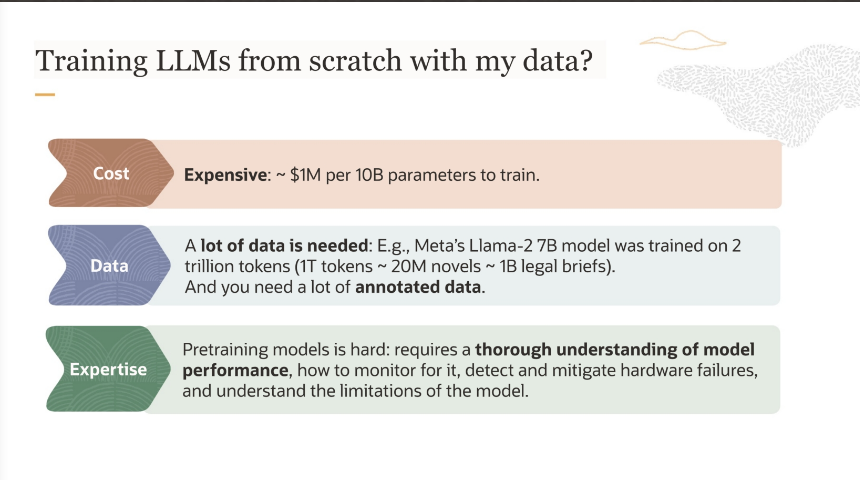 Training LLMs from scratch with my data?
Cost
Expensive: ~ $1M per 10B parameters to train.
Data
A lot of data is needed: E.g., Meta's Llama-2 7B model was trained on 2
trillion tokens (1T tokens ~ 20M novels ~ 1B legal briefs).
And you need a lot of annotated data.
Expertise
Pretraining models is hard: requires a thorough understanding of model
performance, how to monitor for it, detect and mitigate hardware failures,
and understand the limitations of the model.